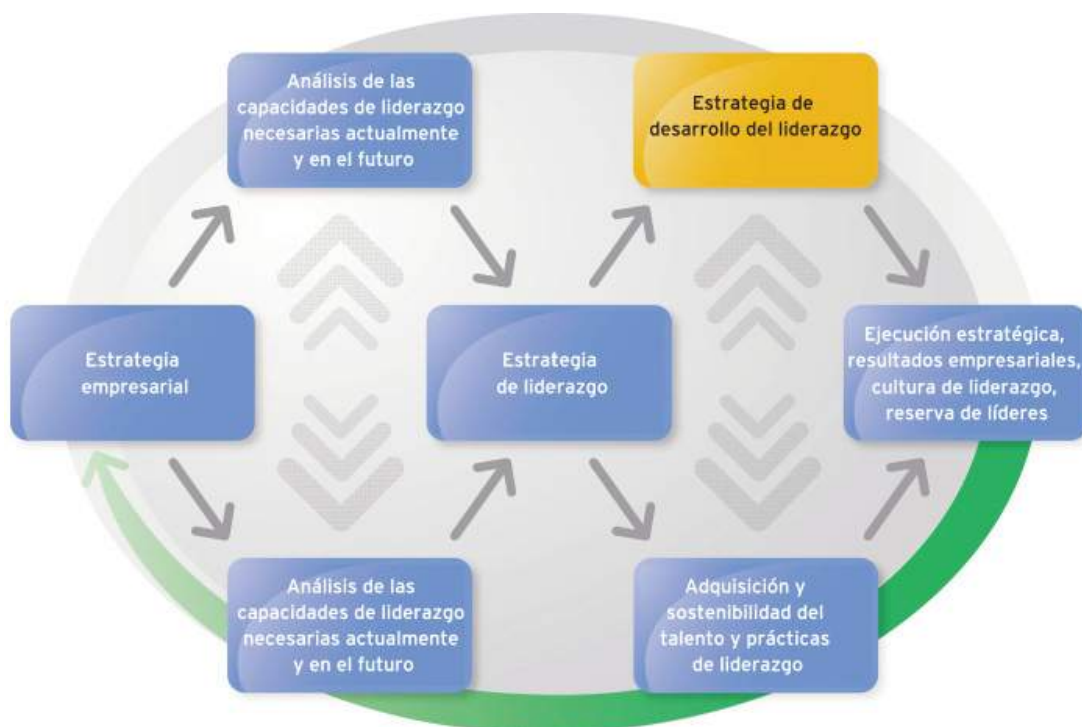 Análisis de las
capacidades de liderazgo
necesarias actualmente
y en el futuro
Estrategia de
desarrollo del liderazgo
Estrategia
empresarial
Estrategia
de liderazgo
Ejecución estratégica,
resultados empresariales,
cultura de liderazgo,
reserva de líderes
Análisis de las
capacidades de liderazgo
necesarias actualmente
y en el futuro
Adquisición y
sostenibilidad del
talento y prácticas
de liderazgo